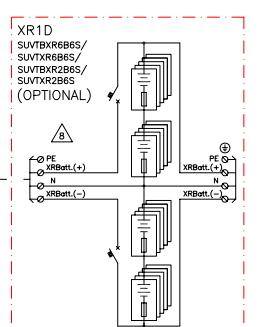 XR1D
SUVTBXR6B6S/
SUVTXR6B6S/
SUVTBXR2B6S/
SUVTXR2B6S
(OPTIONAL)
8
PE
XRBatt.(+)
N
XRBatt.(−)
PE
XRBatt.(+)
N
XRBatt.(−)